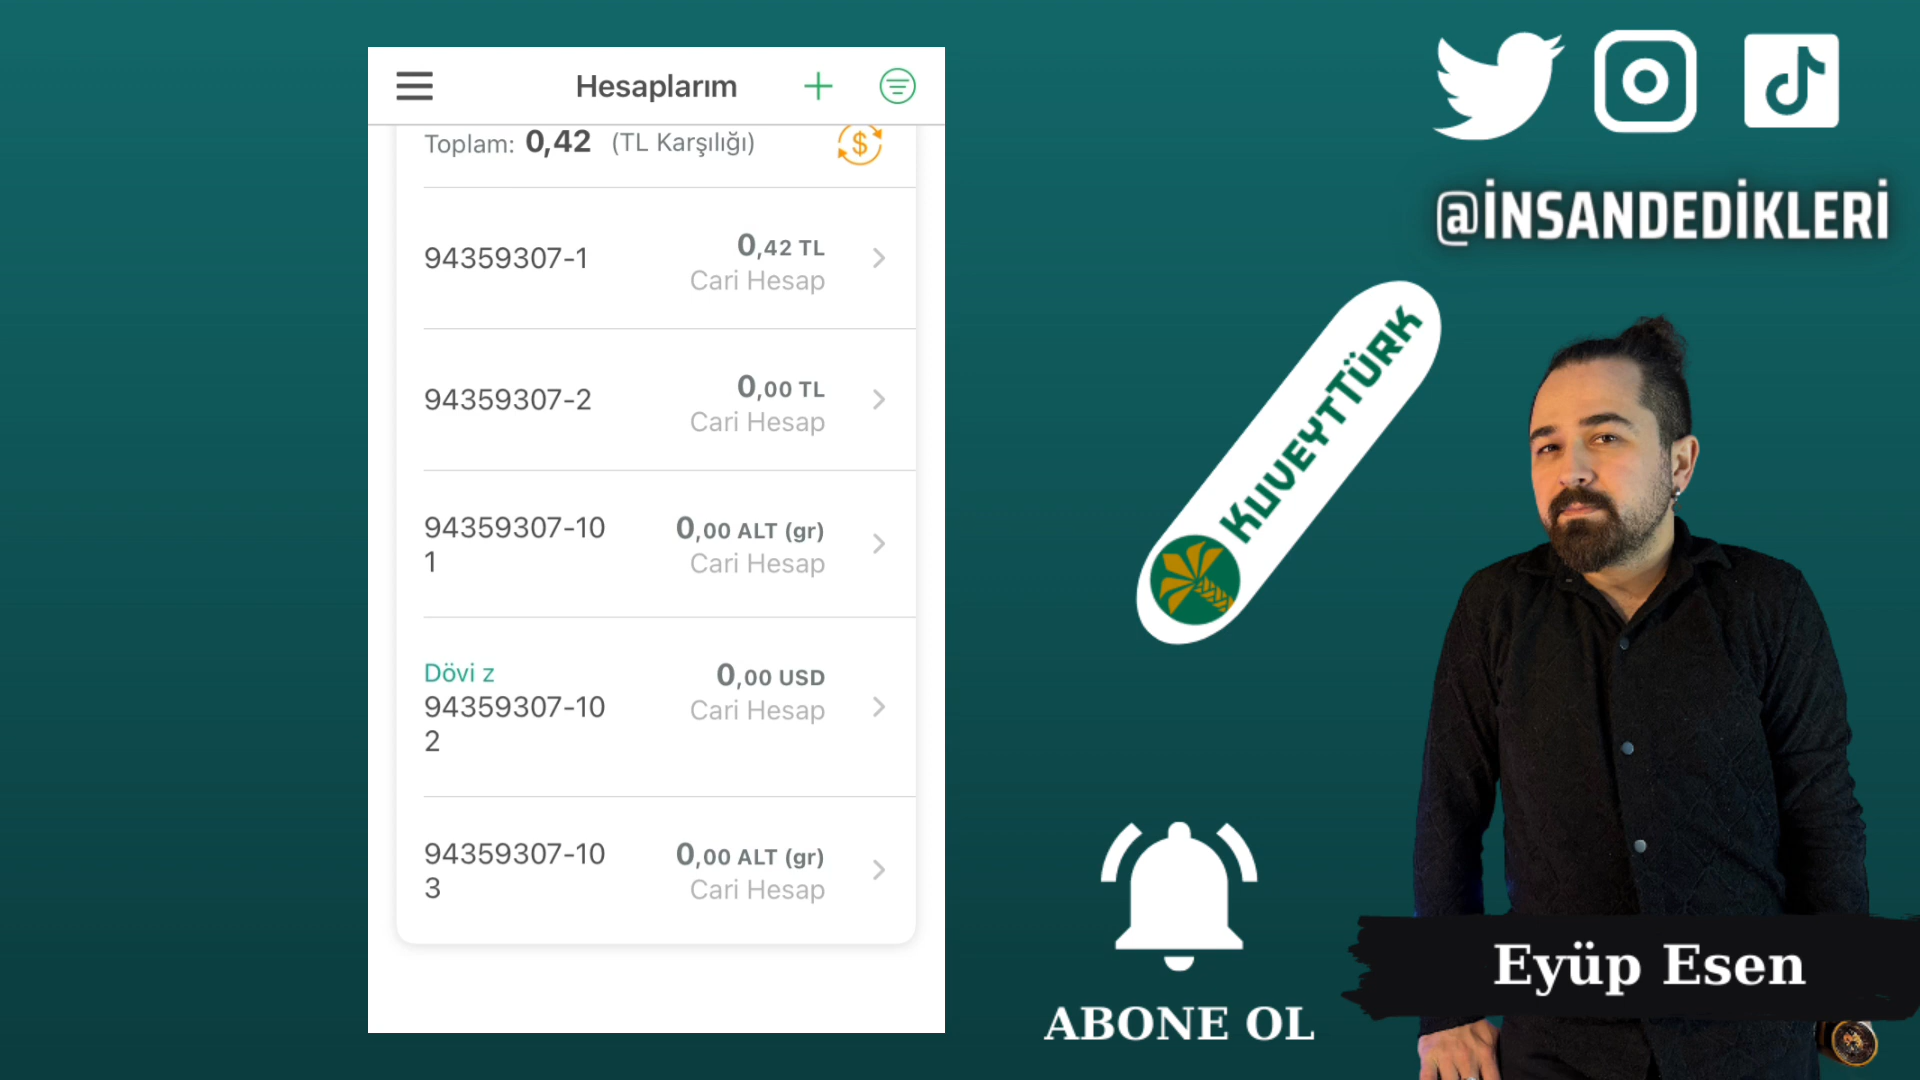 Hesaplarım
Toplam: 0,42 (TL Karşılığı)
94359307-1
0,42 TL
Cari Hesap
94359307-2
0,00 TL
Cari Hesap
94359307-10
1
0,00 ALT (gr)
Cari Hesap
Dövi z
94359307-10
2
0,00 USD
Cari Hesap
94359307-10
3
0,00 ALT (gr)
Cari Hesap
@İNSANDEDİKLERİ
KUVEYTTÜRK
ABONE OL
Eyüp Esen